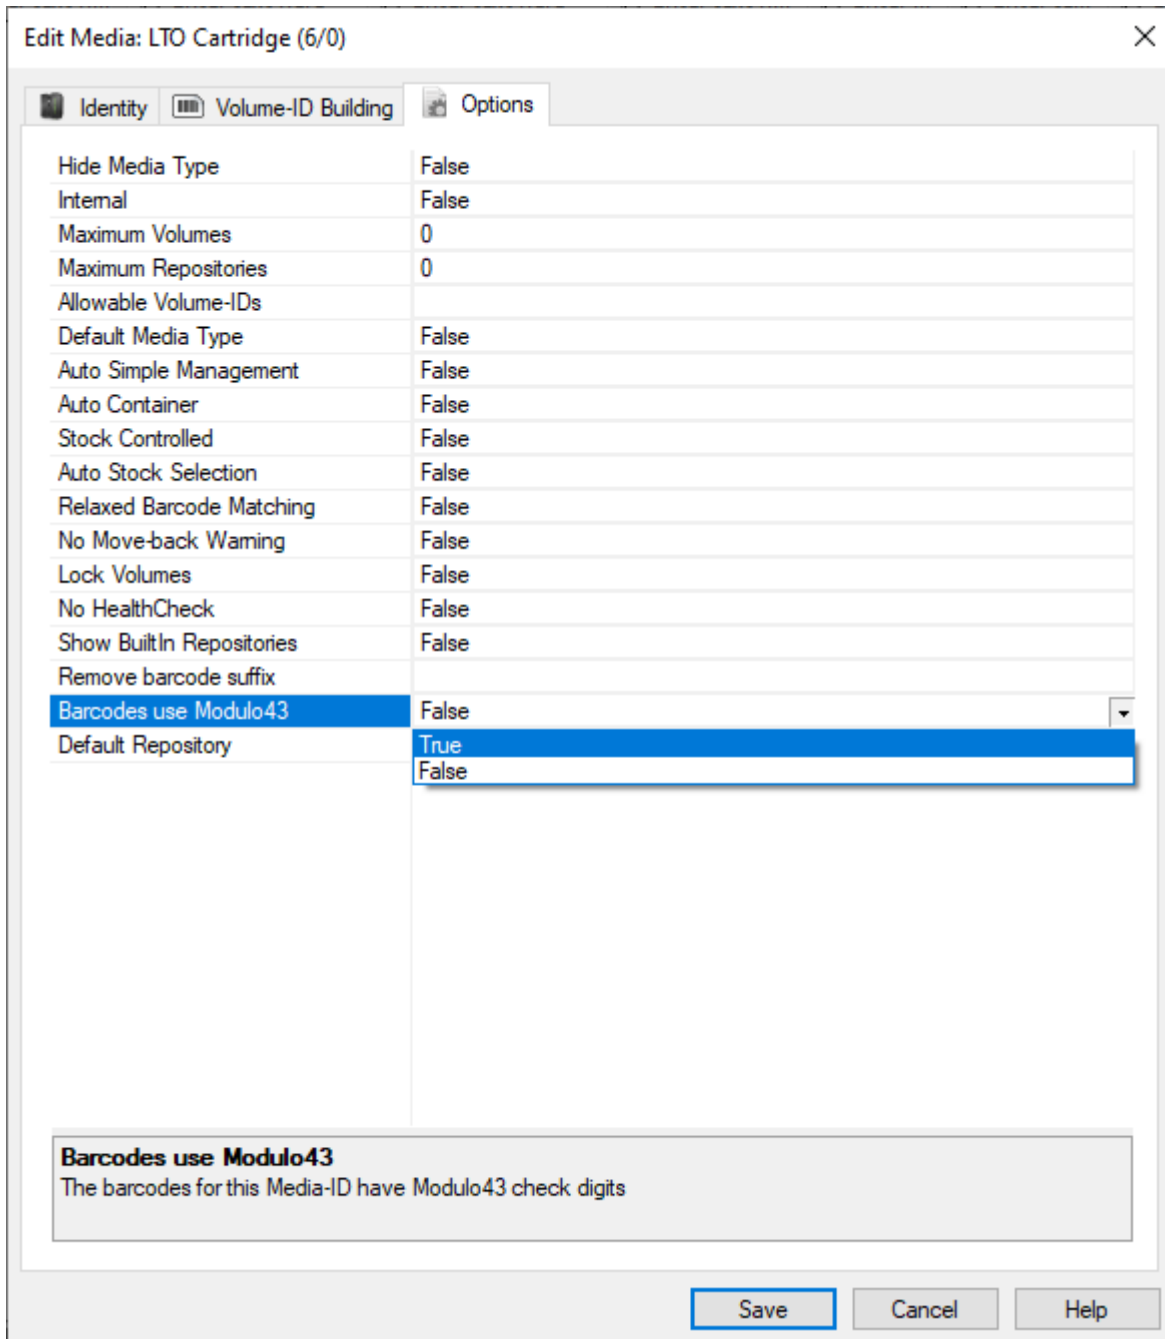 Edit Media: LTO Cartridge (6/0)
Identity Volume-ID Building Options
Hide Media Type False
Internal False
Maximum Volumes 0
Maximum Repositories 0
Allowable Volume-IDs
Default Media Type False
Auto Simple Management False
Auto Container False
Stock Controlled False
Auto Stock Selection False
Relaxed Barcode Matching False
No Move-back Warning False
Lock Volumes False
No HealthCheck False
Show BuiltIn Repositories False
Remove barcode suffix
Barcodes use Modulo43 False
Default Repository True
False
Barcodes use Modulo43
The barcodes for this Media-ID have Modulo43 check digits
Save Cancel Help